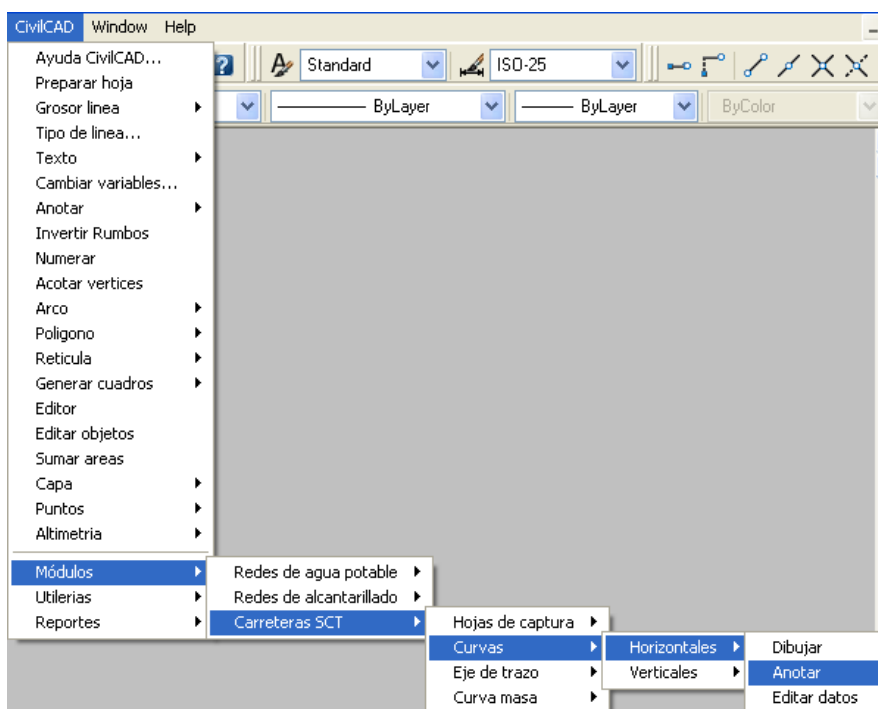 CivilCAD Window Help
Ayuda CivilCAD...
Preparar hoja
Grosor linea
Tipo de linea...
Texto
Cambiar variables...
Anotar
Invertir Rumbos
Numerar
Acotar vertices
Arco
Poligono
Reticula
Generar cuadros
Editor
Editar objetos
Sumar areas
Capa
Puntos
Altimetria
Módulos
Utilerias
Reportes
Standard ISO-25
ByLayer ByLayer ByColor
Redes de agua potable
Redes de alcantarillado
Carreteras SCT
Hojas de captura
Curvas
Eje de trazo
Curva masa
Horizontales
Verticales
Dibujar
Anotar
Editar datos